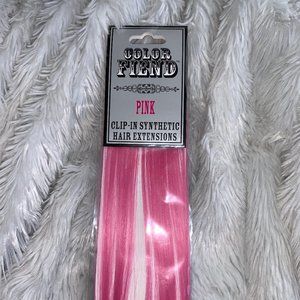 COLOR
FIEND
PINK
CLIP-IN SYNTHETIC
HAIR EXTENSIONS